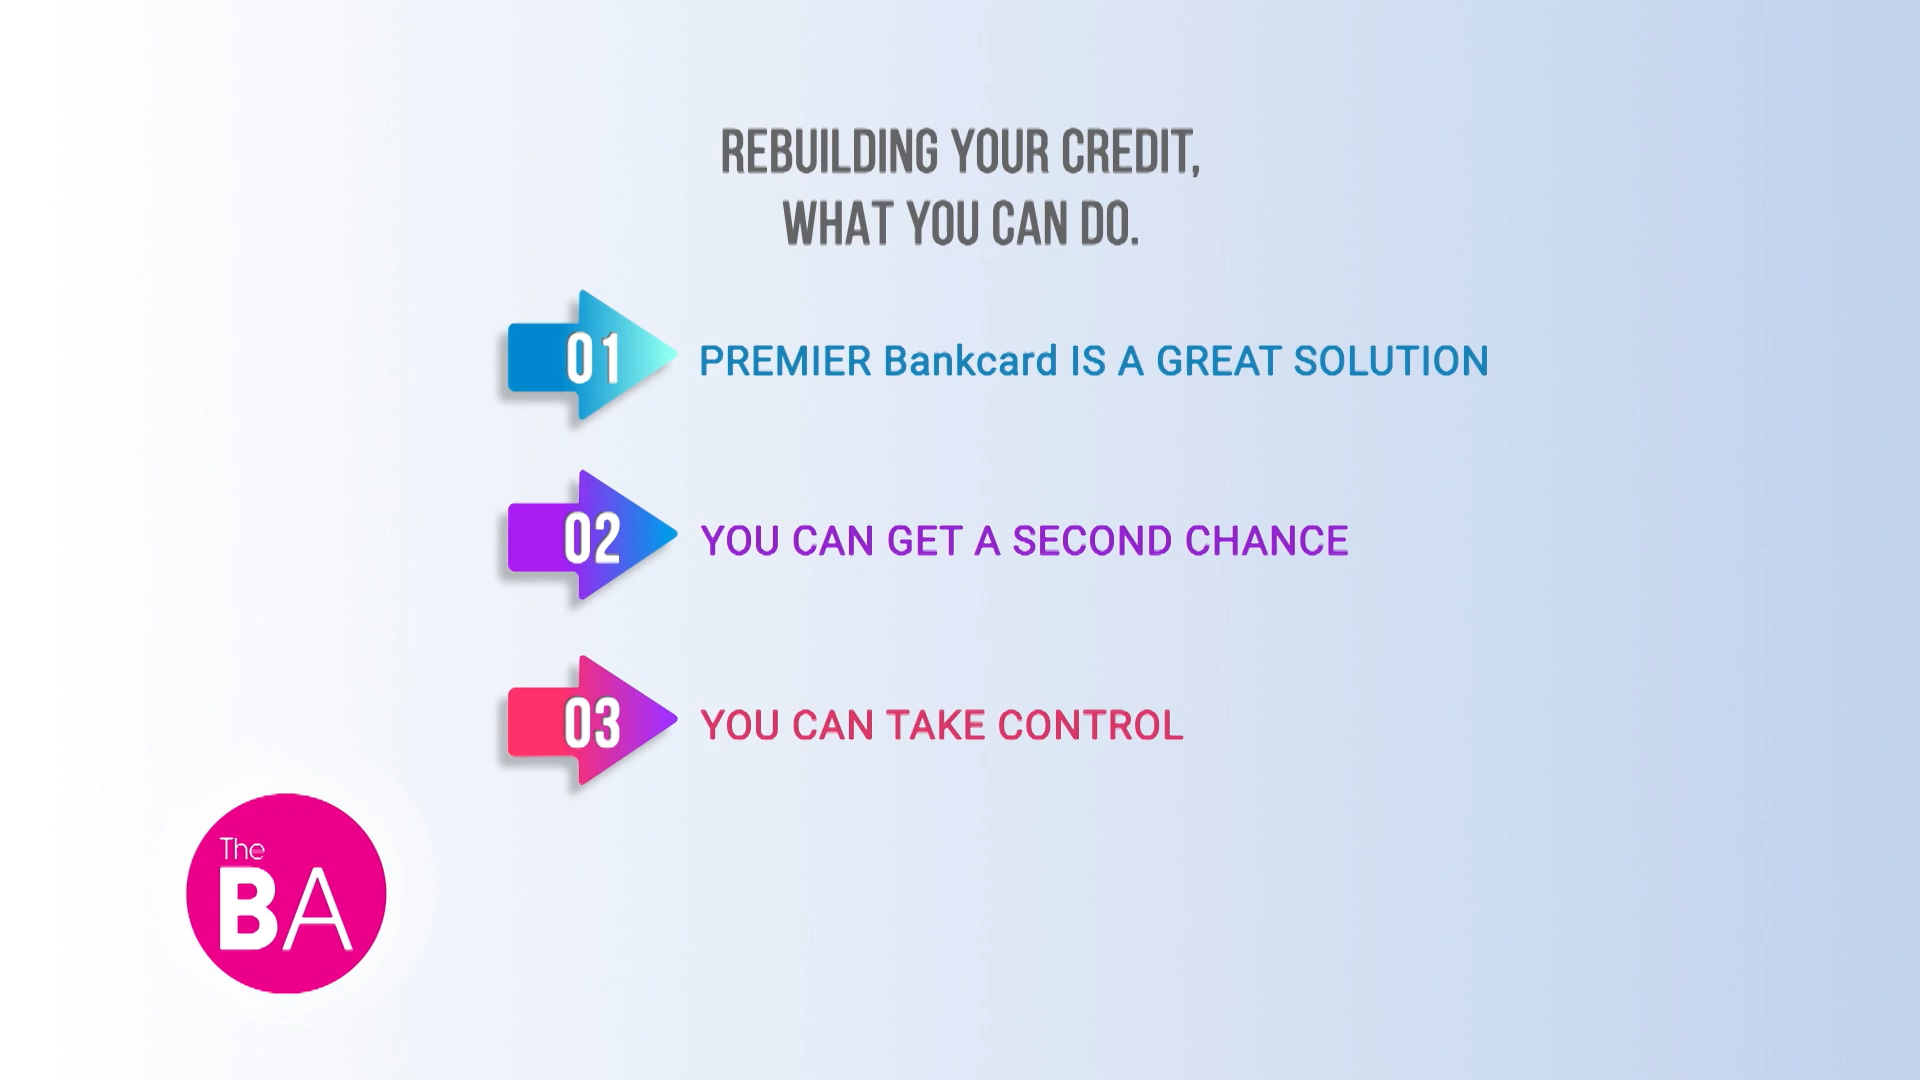 REBUILDING YOUR CREDIT,
WHAT YOU CAN DO.
01 PREMIER Bankcard IS A GREAT SOLUTION
02 YOU CAN GET A SECOND CHANCE
03 YOU CAN TAKE CONTROL
The
BA